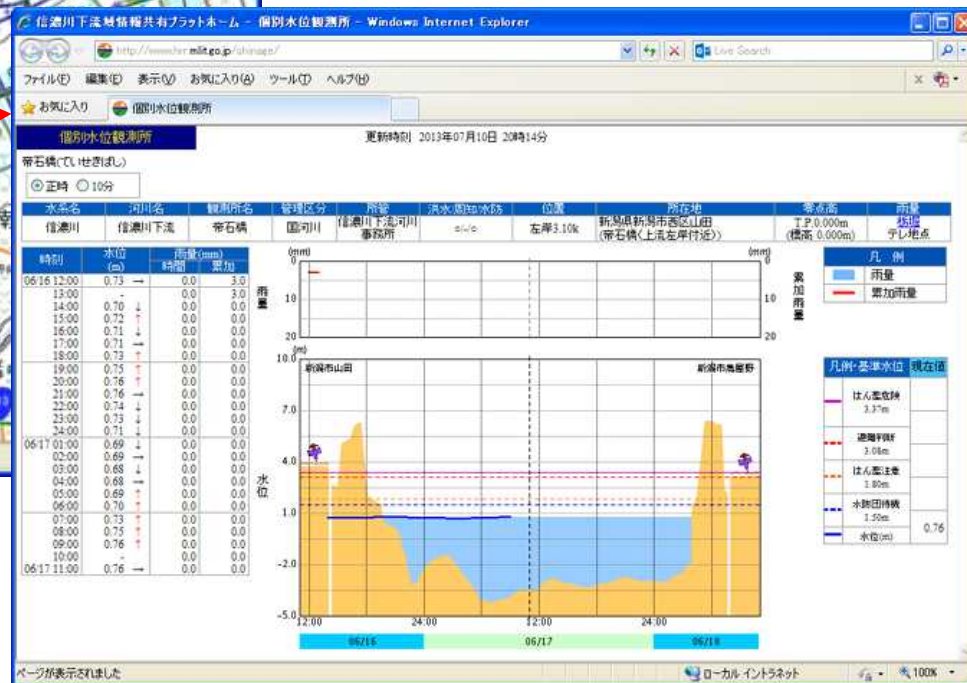 信濃川下流域情報共有プラットホーム - 個別水位観測所 - Windows Internet Explorer
mlit.go.jp
Live Search
ファイル(F) 編集(E) 表示(V) お気に入り(A) ツール(T) ヘルプ(H)
お気に入り 個別水位観測所
個別水位観測所 更新時刻 2013年07月10日 20時14分
帝石橋(ていせきばし)
正時 10分
水系名 河川名 観測所名 管理区分 所管 洪水/周知/水防 位置 所在地 零点高 雨量
信濃川 信濃川下流 帝石橋 国河川 信濃川下流河川事務所 左岸3.10k 新潟県新潟市西区山田 (帝石橋(上流左岸付近)) T.P.0.000m (標高 0.000m) テレ地点
時刻 水位(m) 雨量(mm) 時間 累加
06/16 12:00 0.73 → 0.0 3.0
13:00 - 0.0 3.0
14:00 0.70 ↓ 0.0 0.0
15:00 0.72 ↑ 0.0 0.0
16:00 0.71 ↓ 0.0 0.0
17:00 0.71 → 0.0 0.0
18:00 0.73 ↑ 0.0 0.0
19:00 0.75 ↑ 0.0 0.0
20:00 0.76 ↑ 0.0 0.0
21:00 0.76 → 0.0 0.0
22:00 0.74 ↓ 0.0 0.0
23:00 0.73 ↓ 0.0 0.0
24:00 0.71 ↓ 0.0 0.0
06/17 01:00 0.69 ↓ 0.0 0.0
02:00 0.69 → 0.0 0.0
03:00 0.68 ↓ 0.0 0.0
04:00 0.68 → 0.0 0.0
05:00 0.69 ↑ 0.0 0.0
06:00 0.70 ↑ 0.0 0.0
07:00 0.73 ↑ 0.0 0.0
08:00 0.75 ↑ 0.0 0.0
09:00 0.76 ↑ 0.0 0.0
10:00 - 0.0 0.0
06/17 11:00 0.76 → 0.0 0.0
(mm) (mm)
0 0
雨量 10 10 累加雨量
20 20
凡 例
雨量
累加雨量
(m)
10.0
新潟市山田 新潟市鳥屋野
7.0
4.0
水位
1.0
-2.0
-5.0
12:00 24:00 12:00 24:00
06/16 06/17 06/18
凡例・基準水位 現在値
はん濫危険
3.37m
避難判断
3.08m
はん濫注意
1.80m
水防団待機
1.50m
水位(m) 0.76
ページが表示されました ローカル イントラネット 100%